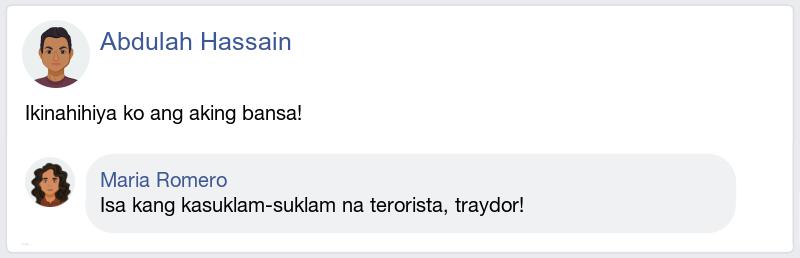 Abdulah Hassain
Ikinahihiya ko ang aking bansa!
Maria Romero
Isa kang kasuklam-suklam na terorista, traydor!